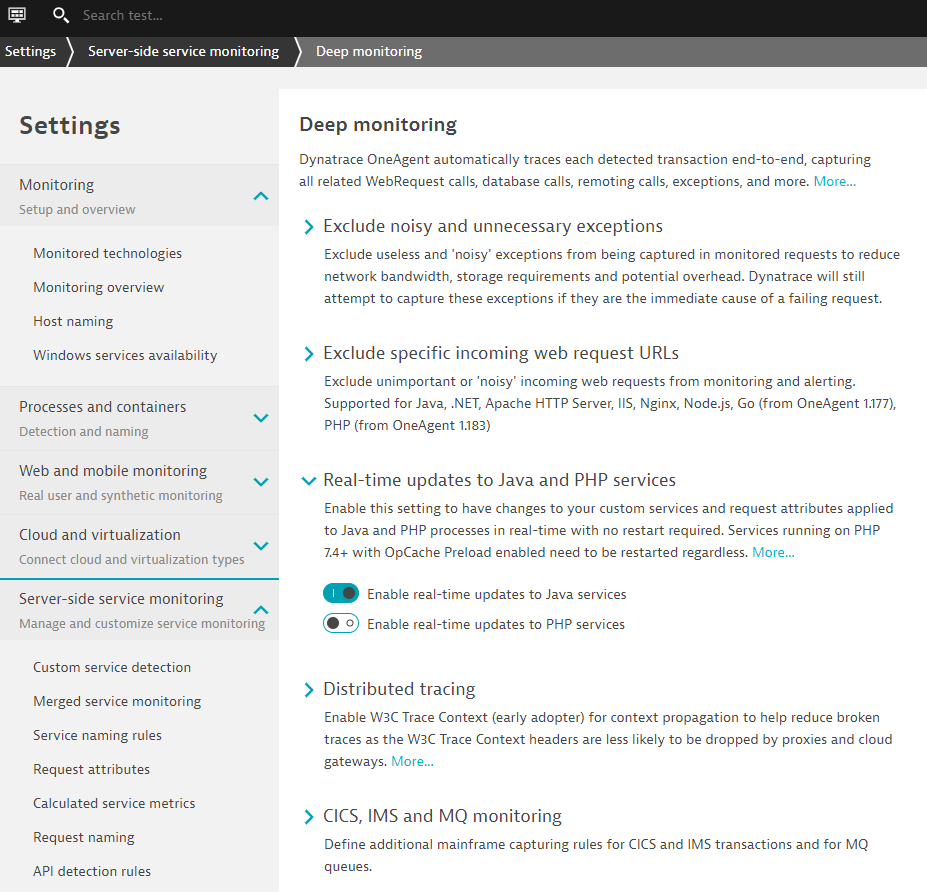 Search test...
Settings
Server-side service monitoring
Deep monitoring
Settings
Monitoring
Setup and overview
Monitored technologies
Monitoring overview
Host naming
Windows services availability
Processes and containers
Detection and naming
Web and mobile monitoring
Real user and synthetic monitoring
Cloud and virtualization
Connect cloud and virtualization types
Server-side service monitoring
Manage and customize service monitoring
Custom service detection
Merged service monitoring
Service naming rules
Request attributes
Calculated service metrics
Request naming
API detection rules
Deep monitoring
Dynatrace OneAgent automatically traces each detected transaction end-to-end, capturing
all related WebRequest calls, database calls, remoting calls, exceptions, and more. More...
Exclude noisy and unnecessary exceptions
Exclude useless and 'noisy' exceptions from being captured in monitored requests to reduce
network bandwidth, storage requirements and potential overhead. Dynatrace will still
attempt to capture these exceptions if they are the immediate cause of a failing request.
Exclude specific incoming web request URLs
Exclude unimportant or 'noisy' incoming web requests from monitoring and alerting.
Supported for Java, .NET, Apache HTTP Server, IIS, Nginx, Node.js, Go (from OneAgent 1.177),
PHP (from OneAgent 1.183)
Real-time updates to Java and PHP services
Enable this setting to have changes to your custom services and request attributes applied
to Java and PHP processes in real-time with no restart required. Services running on PHP
7.4+ with OpCache Preload enabled need to be restarted regardless. More...
Enable real-time updates to Java services
Enable real-time updates to PHP services
Distributed tracing
Enable W3C Trace Context (early adopter) for context propagation to help reduce broken
traces as the W3C Trace Context headers are less likely to be dropped by proxies and cloud
gateways. More...
CICS, IMS and MQ monitoring
Define additional mainframe capturing rules for CICS and IMS transactions and for MQ
queues.